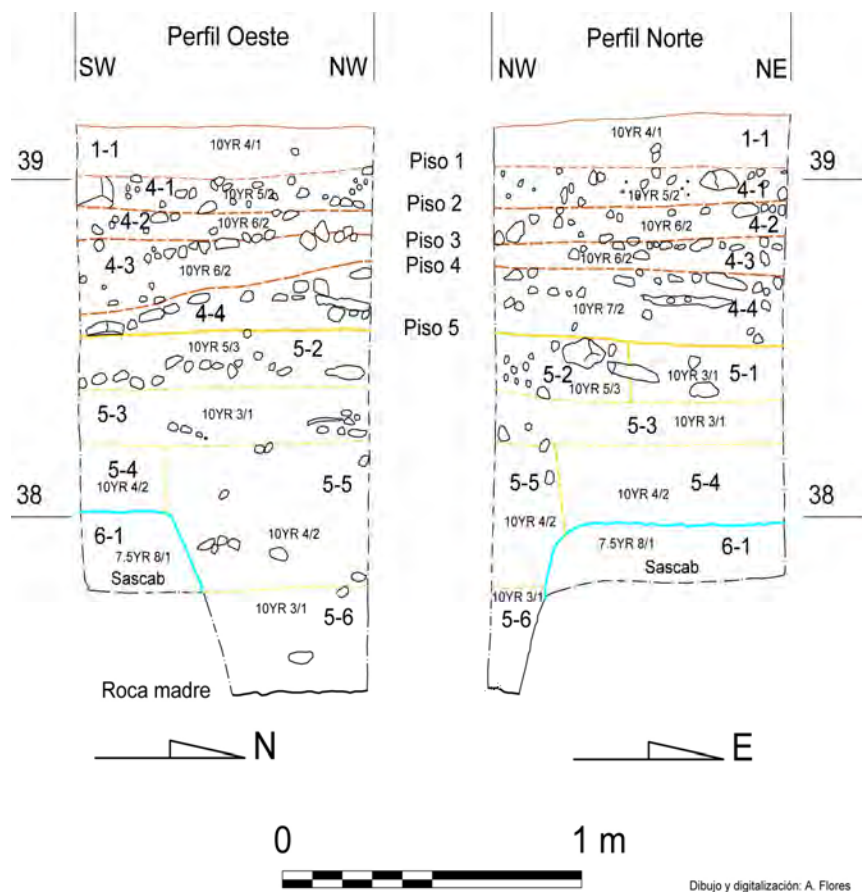 Perfil Oeste
Perfil Norte
SW
NW
NW
NE
10YR 4/1
1-1
10YR 4/1
1-1
39
Piso 1
39
4-1
10YR 5/2
10YR 5/2
4-1
Piso 2
4-2
10YR 6/2
10YR 6/2
4-2
Piso 3
4-3
10YR 6/2
Piso 4
10YR 6/2
4-3
4-4
10YR 7/2
4-4
Piso 5
10YR 5/3
5-2
5-2
10YR 5/3
10YR 3/1
5-1
5-3
10YR 3/1
5-3
10YR 3/1
5-4
10YR 4/2
5-5
5-5
5-4
10YR 4/2
38
38
10YR 4/2
10YR 4/2
6-1
7.5YR 8/1
Sascab
7.5YR 8/1
6-1
Sascab
10YR 3/1
5-6
10YR 3/1
5-6
Roca madre
N
E
0
1 m
Dibujo y digitalización: A. Flores